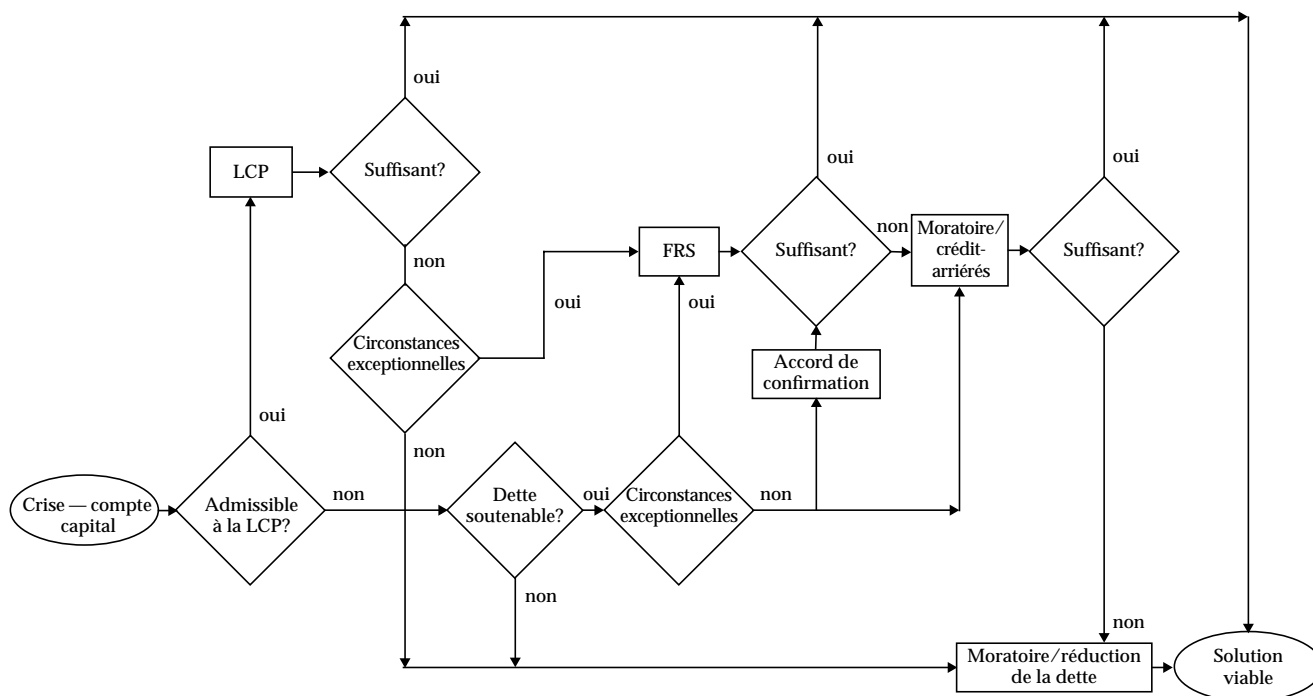 oui
LCP
Suffisant?
oui
oui
non
FRS
Suffisant?
non
Moratoire/
crédit-
arriérés
Suffisant?
non
oui
oui
Circonstances
exceptionnelles
Accord de
confirmation
oui
non
Crise — compte
capital
Admissible
à la LCP?
non
Dette
soutenable?
oui
Circonstances
exceptionnelles
non
non
non
Moratoire/réduction
de la dette
Solution
viable